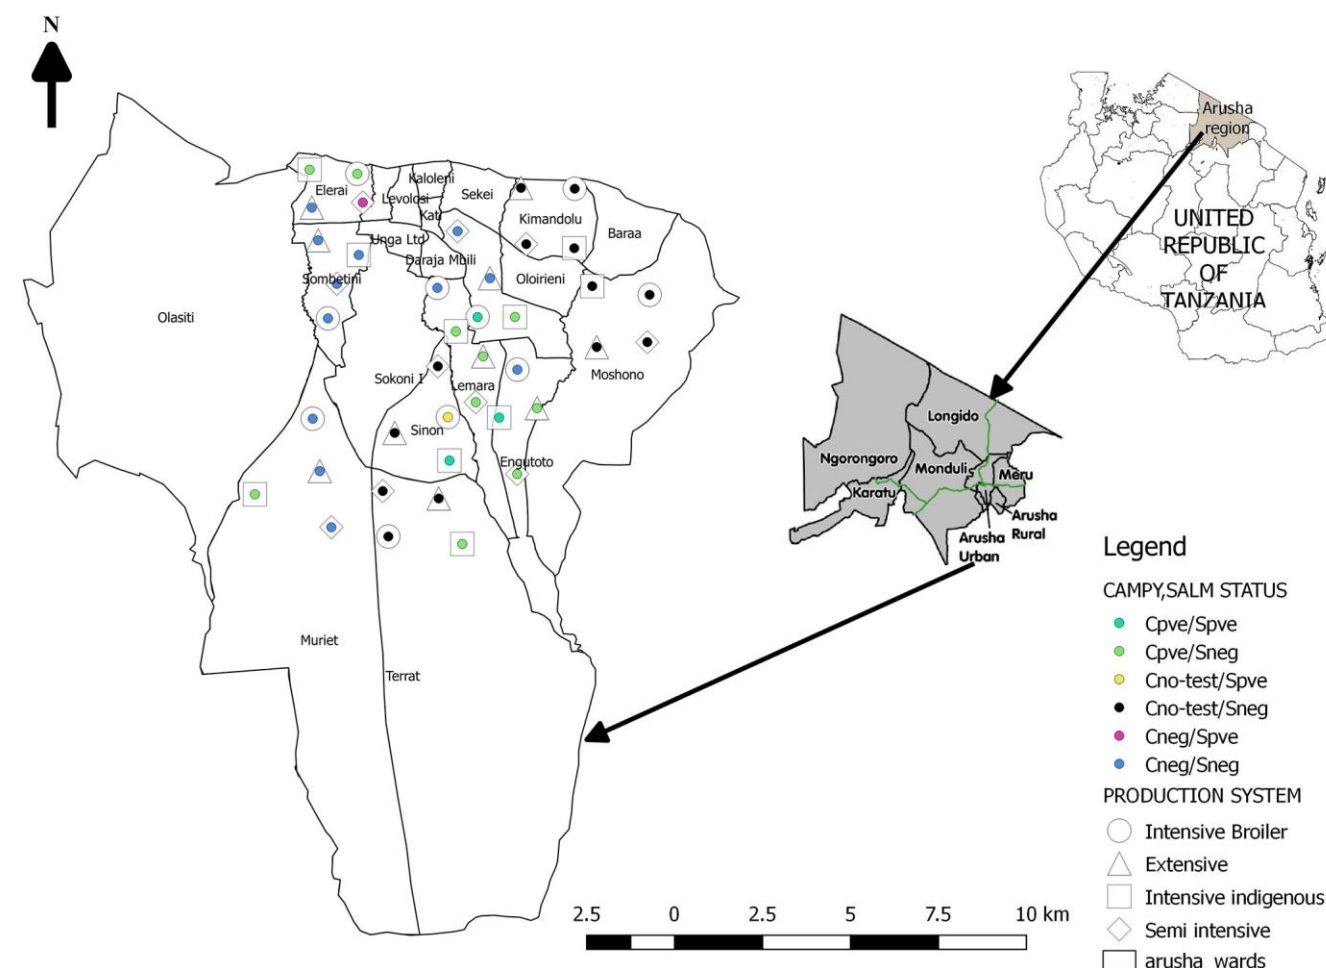 N
Arusha
region
Kaloleni
Elerai
Levolosi
Sekei
Kati
Kimandolu
Baraa
Unga Ltd
UNITED
REPUBLIC
OF
TANZANIA
Daraja Mbili
Oloirieni
Sombetini
Olasiti
Moshono
Sokoni I
Lemara
Longido
Sinon
Ngorongoro
Monduli
Meru
Engutoto
Karatu
Arusha
Rural
Arusha
Urban
Muriet
Terrat
Legend
CAMPY,SALM STATUS
Cpve/Spve
Cpve/Sneg
Cno-test/Spve
Cno-test/Sneg
Cneg/Spve
Cneg/Sneg
PRODUCTION SYSTEM
Intensive Broiler
Extensive
Intensive indigenous
Semi intensive
arusha_wards
2.5 0 2.5 5 7.5 10 km